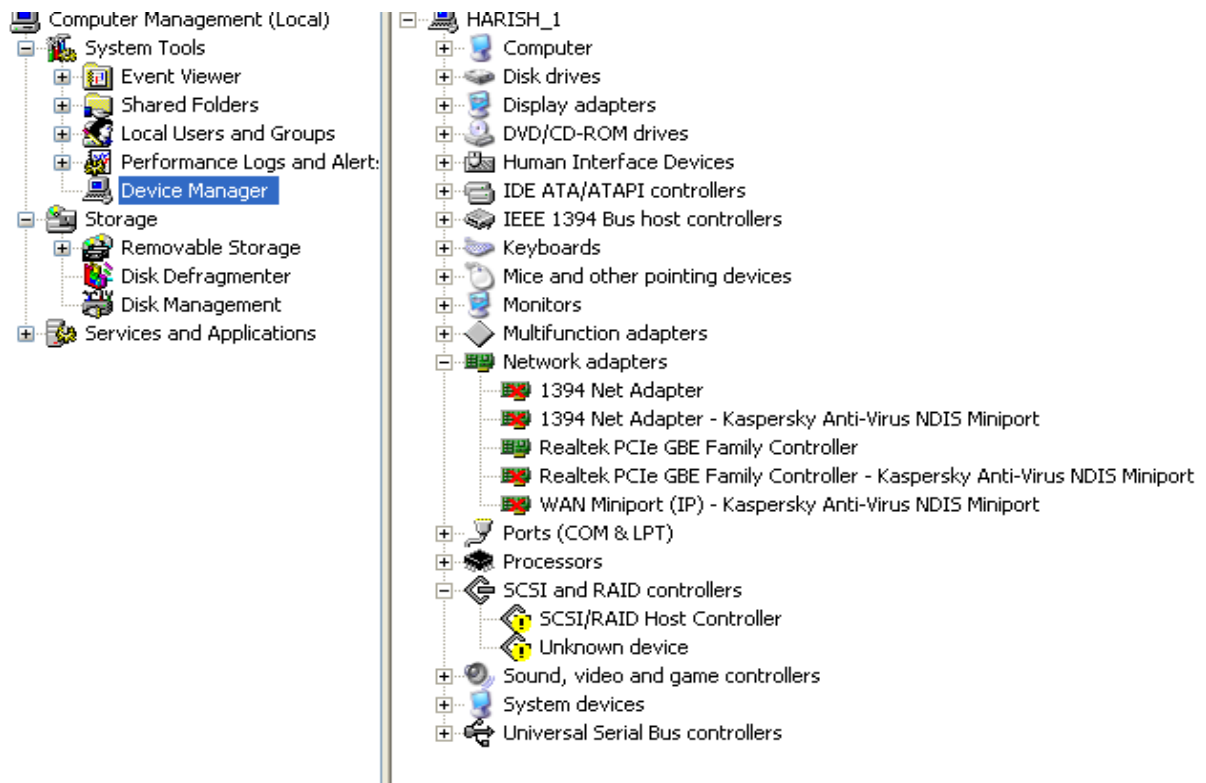 Computer Management (Local)
System Tools
Event Viewer
Shared Folders
Local Users and Groups
Performance Logs and Alert:
Device Manager
Storage
Removable Storage
Disk Defragmenter
Disk Management
Services and Applications
HARISH_1
Computer
Disk drives
Display adapters
DVD/CD-ROM drives
Human Interface Devices
IDE ATA/ATAPI controllers
IEEE 1394 Bus host controllers
Keyboards
Mice and other pointing devices
Monitors
Multifunction adapters
Network adapters
1394 Net Adapter
1394 Net Adapter - Kaspersky Anti-Virus NDIS Miniport
Realtek PCIe GBE Family Controller
Realtek PCIe GBE Family Controller - Kaspersky Anti-Virus NDIS Miniport
WAN Miniport (IP) - Kaspersky Anti-Virus NDIS Miniport
Ports (COM & LPT)
Processors
SCSI and RAID controllers
SCSI/RAID Host Controller
Unknown device
Sound, video and game controllers
System devices
Universal Serial Bus controllers